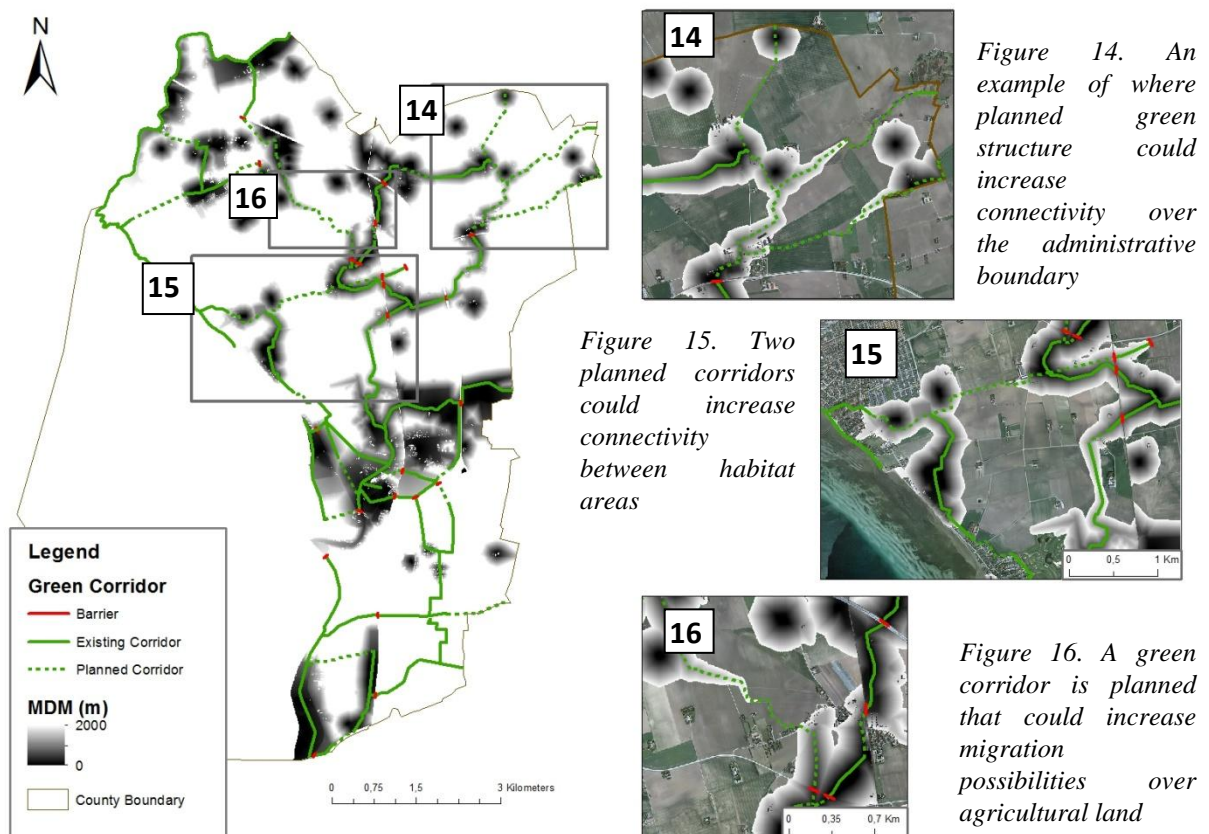 N
14
16
15
Legend
Green Corridor
Barrier
Existing Corridor
Planned Corridor
MDM (m)
2000
0
County Boundary
0 0,75 1,5 3 Kilometers
14
Figure 14. An
example of where
planned green
structure could
increase
connectivity over
the administrative
boundary
Figure 15. Two
planned corridors
could increase
connectivity
between habitat
areas
15
0 0,5 1 Km
16
0 0,35 0,7 Km
Figure 16. A green
corridor is planned
that could increase
migration
possibilities over
agricultural land